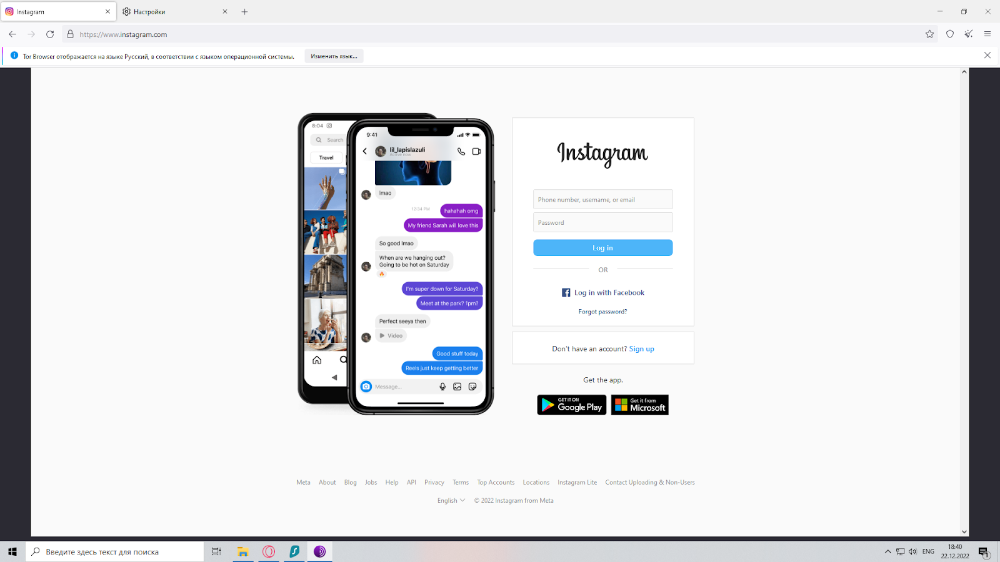 Instagram
Настройки
https://www.instagram.com
Tor Browser отображается на языке Русский, в соответствии с языком операционной системы.
Изменить язык...
8:04
Search
Travel
9:41
lil_lapislazuli
Active now
lmao
12:34 PM
hahahah omg
My friend Sarah will love this
So good lmao
When are we hanging out?
Going to be hot on Saturday
I'm super down for Saturday?
Meet at the park? 1pm?
Perfect seeya then
Video
Good stuff today
Reels just keep getting better
Message...
Instagram
Phone number, username, or email
Password
Log in
OR
Log in with Facebook
Forgot password?
Don't have an account? Sign up
Get the app.
GET IT ON
Google Play
Get it from
Microsoft
Meta About Blog Jobs Help API Privacy Terms Top Accounts Locations Instagram Lite Contact Uploading & Non-Users
English © 2022 Instagram from Meta
Введите здесь текст для поиска
ENG
18:40
22.12.2022
1